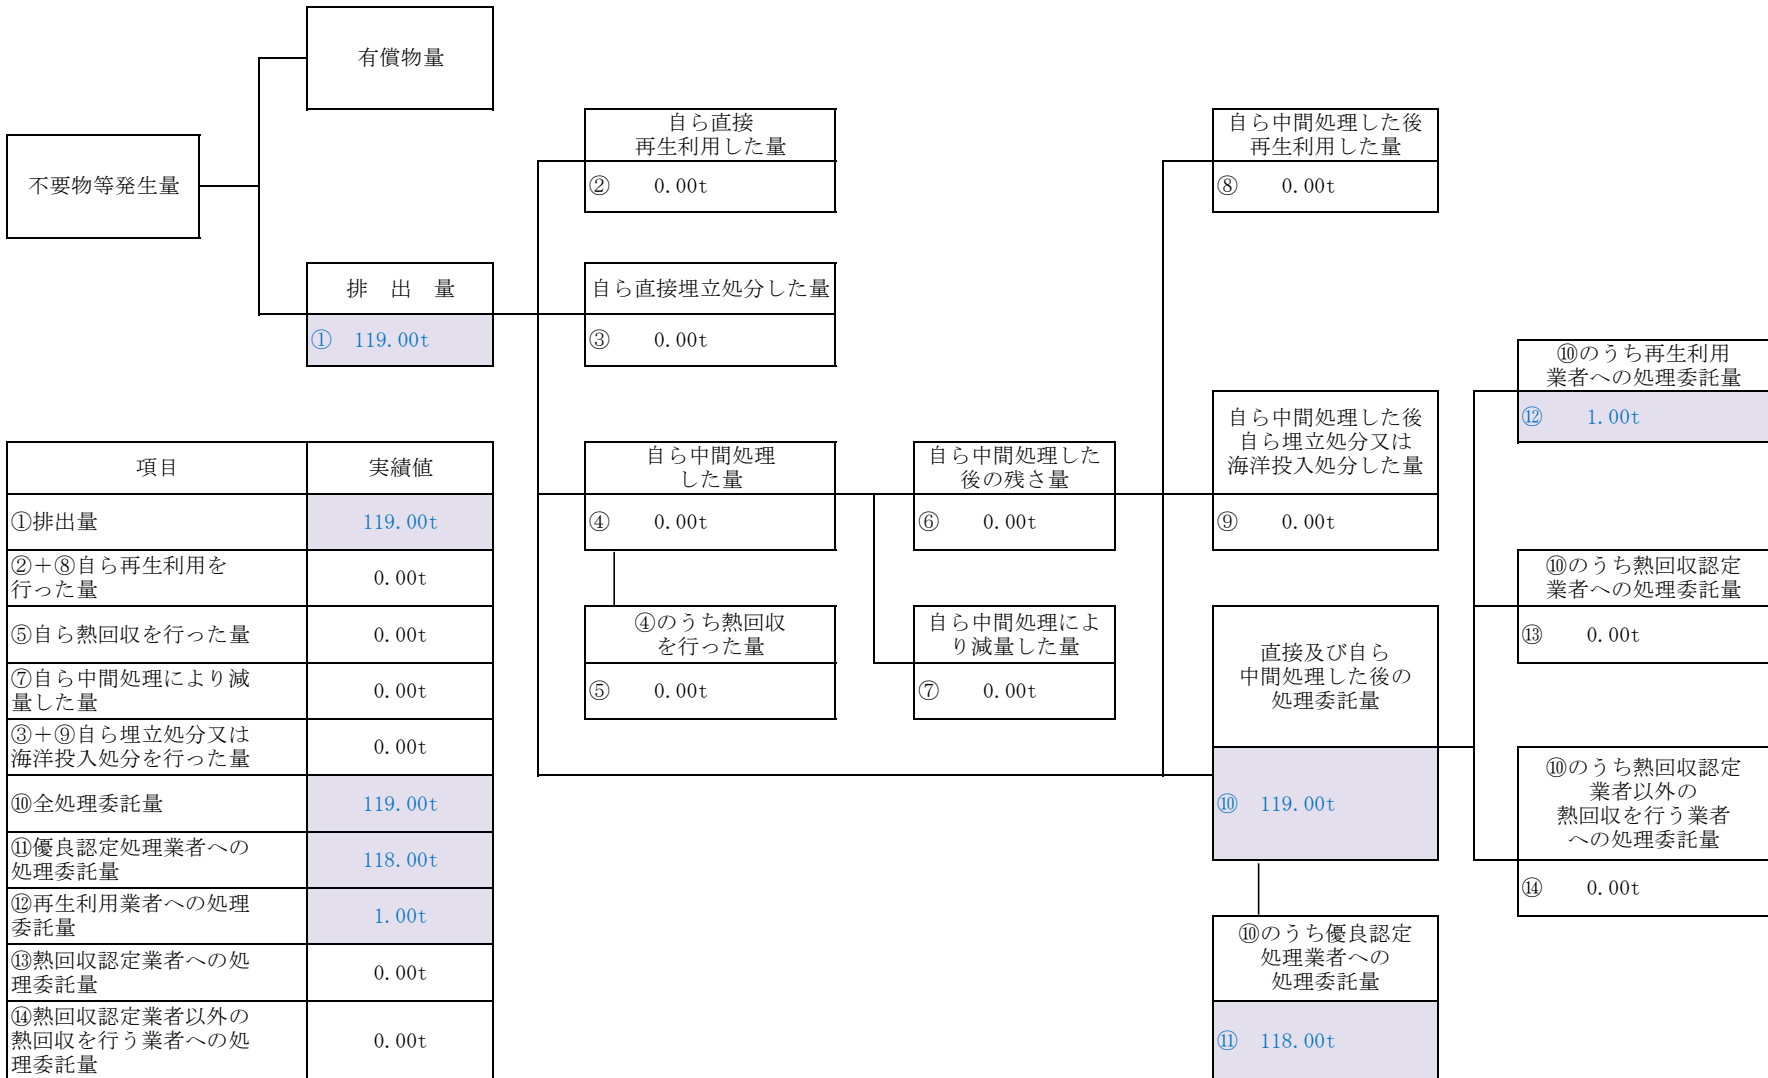 有償物量
不要物等発生量
排　出　量
① 119.00t
自ら直接
再生利用した量
② 0.00t
自ら直接埋立処分した量
③ 0.00t
自ら中間処理
した量
④ 0.00t
④のうち熱回収
を行った量
⑤ 0.00t
自ら中間処理した
後の残さ量
⑥ 0.00t
自ら中間処理によ
り減量した量
⑦ 0.00t
自ら中間処理した後
再生利用した量
⑧ 0.00t
自ら中間処理した後
自ら埋立処分又は
海洋投入処分した量
⑨ 0.00t
直接及び自ら
中間処理した後の
処理委託量
⑩ 119.00t
⑩のうち優良認定
処理業者への
処理委託量
⑪ 118.00t
⑩のうち再生利用
業者への処理委託量
⑫ 1.00t
⑩のうち熱回収認定
業者への処理委託量
⑬ 0.00t
⑩のうち熱回収認定
業者以外の
熱回収を行う業者
への処理委託量
⑭ 0.00t
項目 実績値
①排出量 119.00t
②＋⑧自ら再生利用を
行った量 0.00t
⑤自ら熱回収を行った量 0.00t
⑦自ら中間処理により減
量した量 0.00t
③＋⑨自ら埋立処分又は
海洋投入処分を行った量 0.00t
⑩全処理委託量 119.00t
⑪優良認定処理業者への
処理委託量 118.00t
⑫再生利用業者への処理
委託量 1.00t
⑬熱回収認定業者への処
理委託量 0.00t
⑭熱回収認定業者以外の
熱回収を行う業者への処
理委託量 0.00t